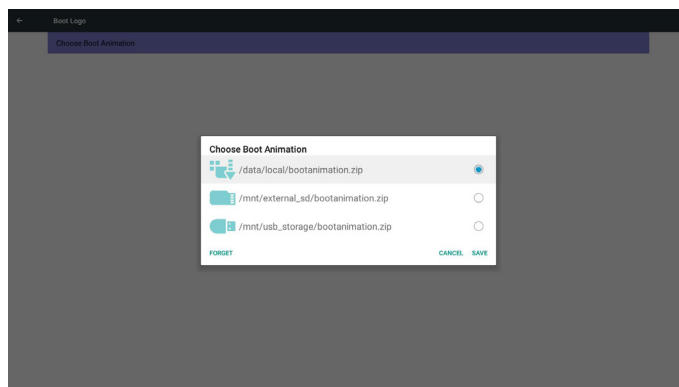 Boot Logo
Choose Boot Animation
Choose Boot Animation
/data/local/bootanimation.zip
/mnt/external_sd/bootanimation.zip
/mnt/usb_storage/bootanimation.zip
FORGET CANCEL SAVE